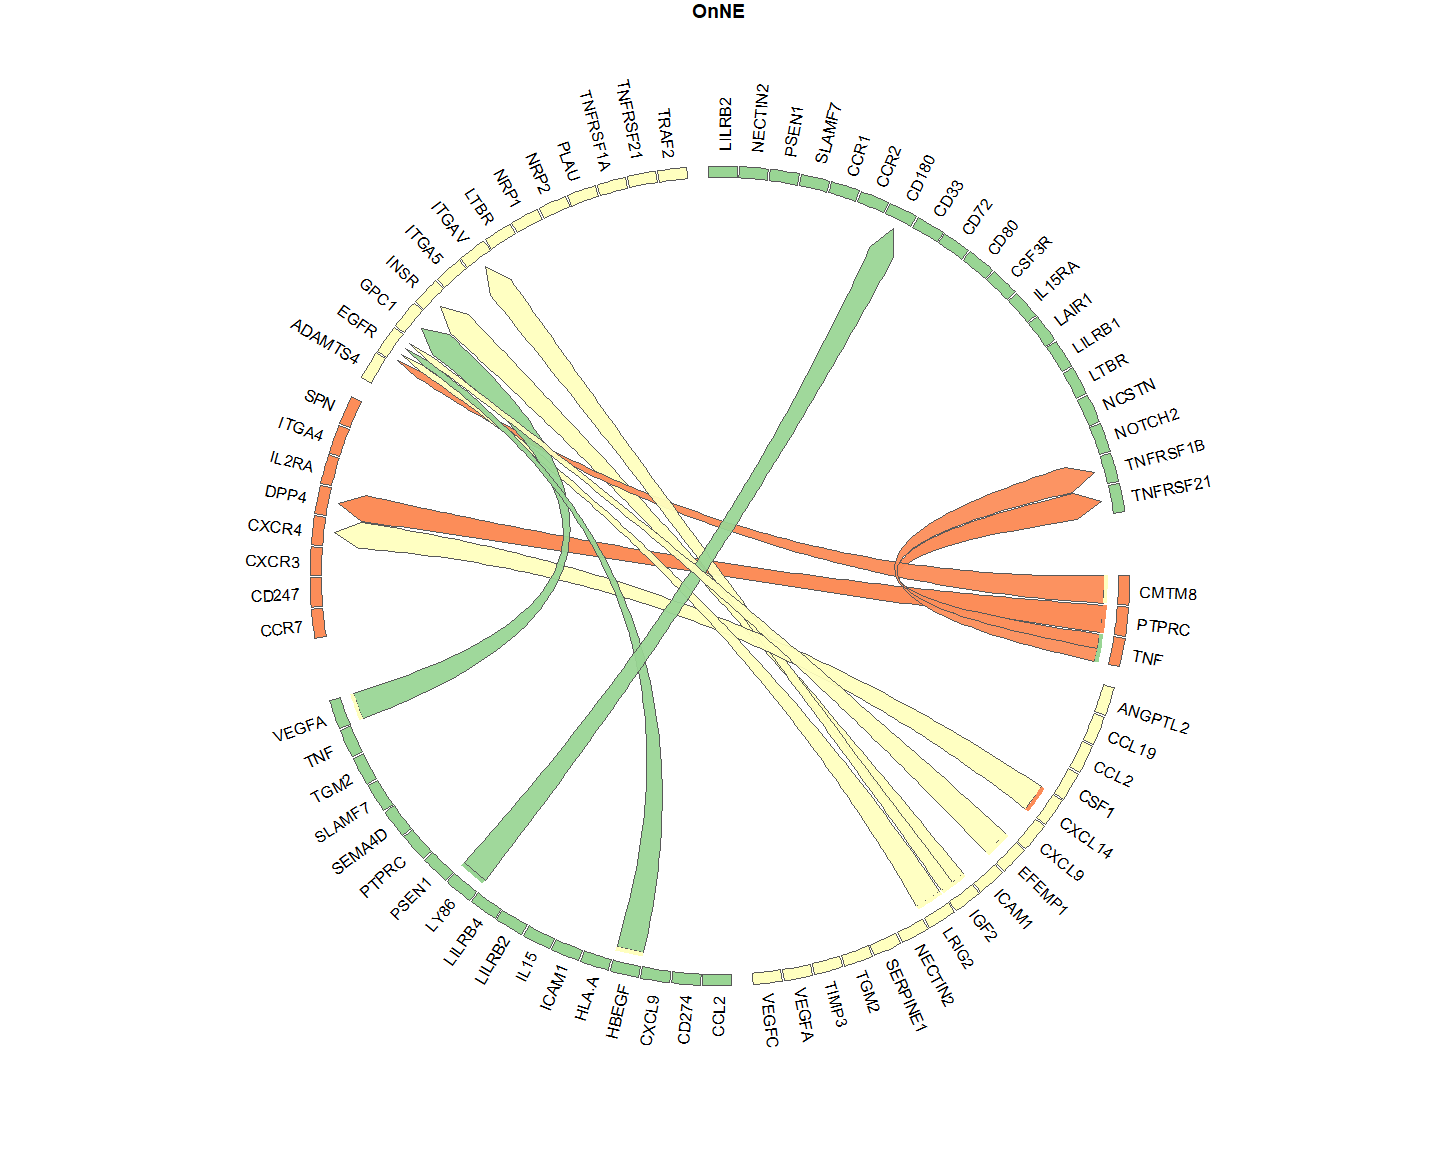 OnNE
LILRB2
NECTIN2
PSEN1
SLAMF7
CCR1
CCR2
CD180
CD33
CD72
CD80
CSF3R
IL15RA
LAIR1
LILRB1
LTBR
NCSTN
NOTCH2
TNFRSF1B
TNFRSF21
CMTM8
PTPRC
TNF
ANGPTL2
CCL19
CCL2
CSF1
CXCL14
CXCL9
EFEMP1
ICAM1
IGF2
LRIG2
NECTIN2
SERPINE1
TGM2
TIMP3
VEGFA
VEGFC
CCL2
CD274
CXCL9
HBEGF
HLA.A
ICAM1
IL15
LILRB2
LILRB4
LY86
PSEN1
PTPRC
SEMA4D
SLAMF7
TGM2
TNF
VEGFA
CCR7
CD247
CXCR3
CXCR4
DPP4
IL2RA
ITGA4
SPN
ADAMTS4
EGFR
GPC1
INSR
ITGA5
ITGAV
LTBR
NRP1
NRP2
PLAU
TNFRSF1A
TNFRSF21
TRAF2